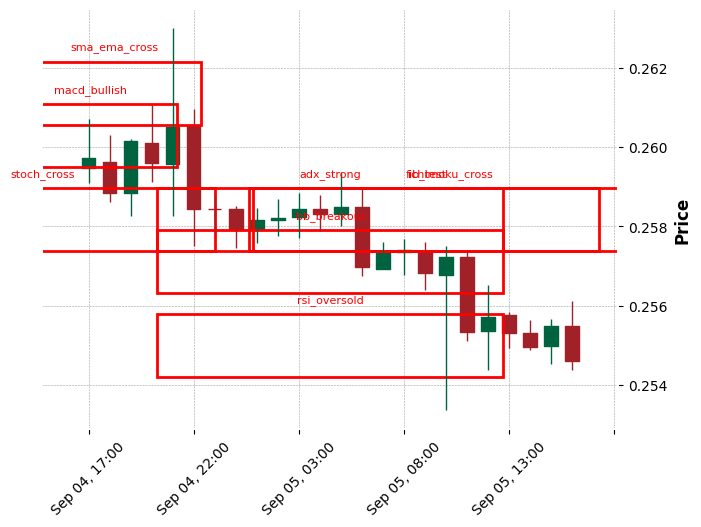 sma_ema_cross
macd_bullish
stoch_cross
adx_strong
rsi_oversold
0.262
0.260
0.258
0.256
0.254
Price
Sep 04, 17:00
Sep 04, 22:00
Sep 05, 03:00
Sep 05, 08:00
Sep 05, 13:00